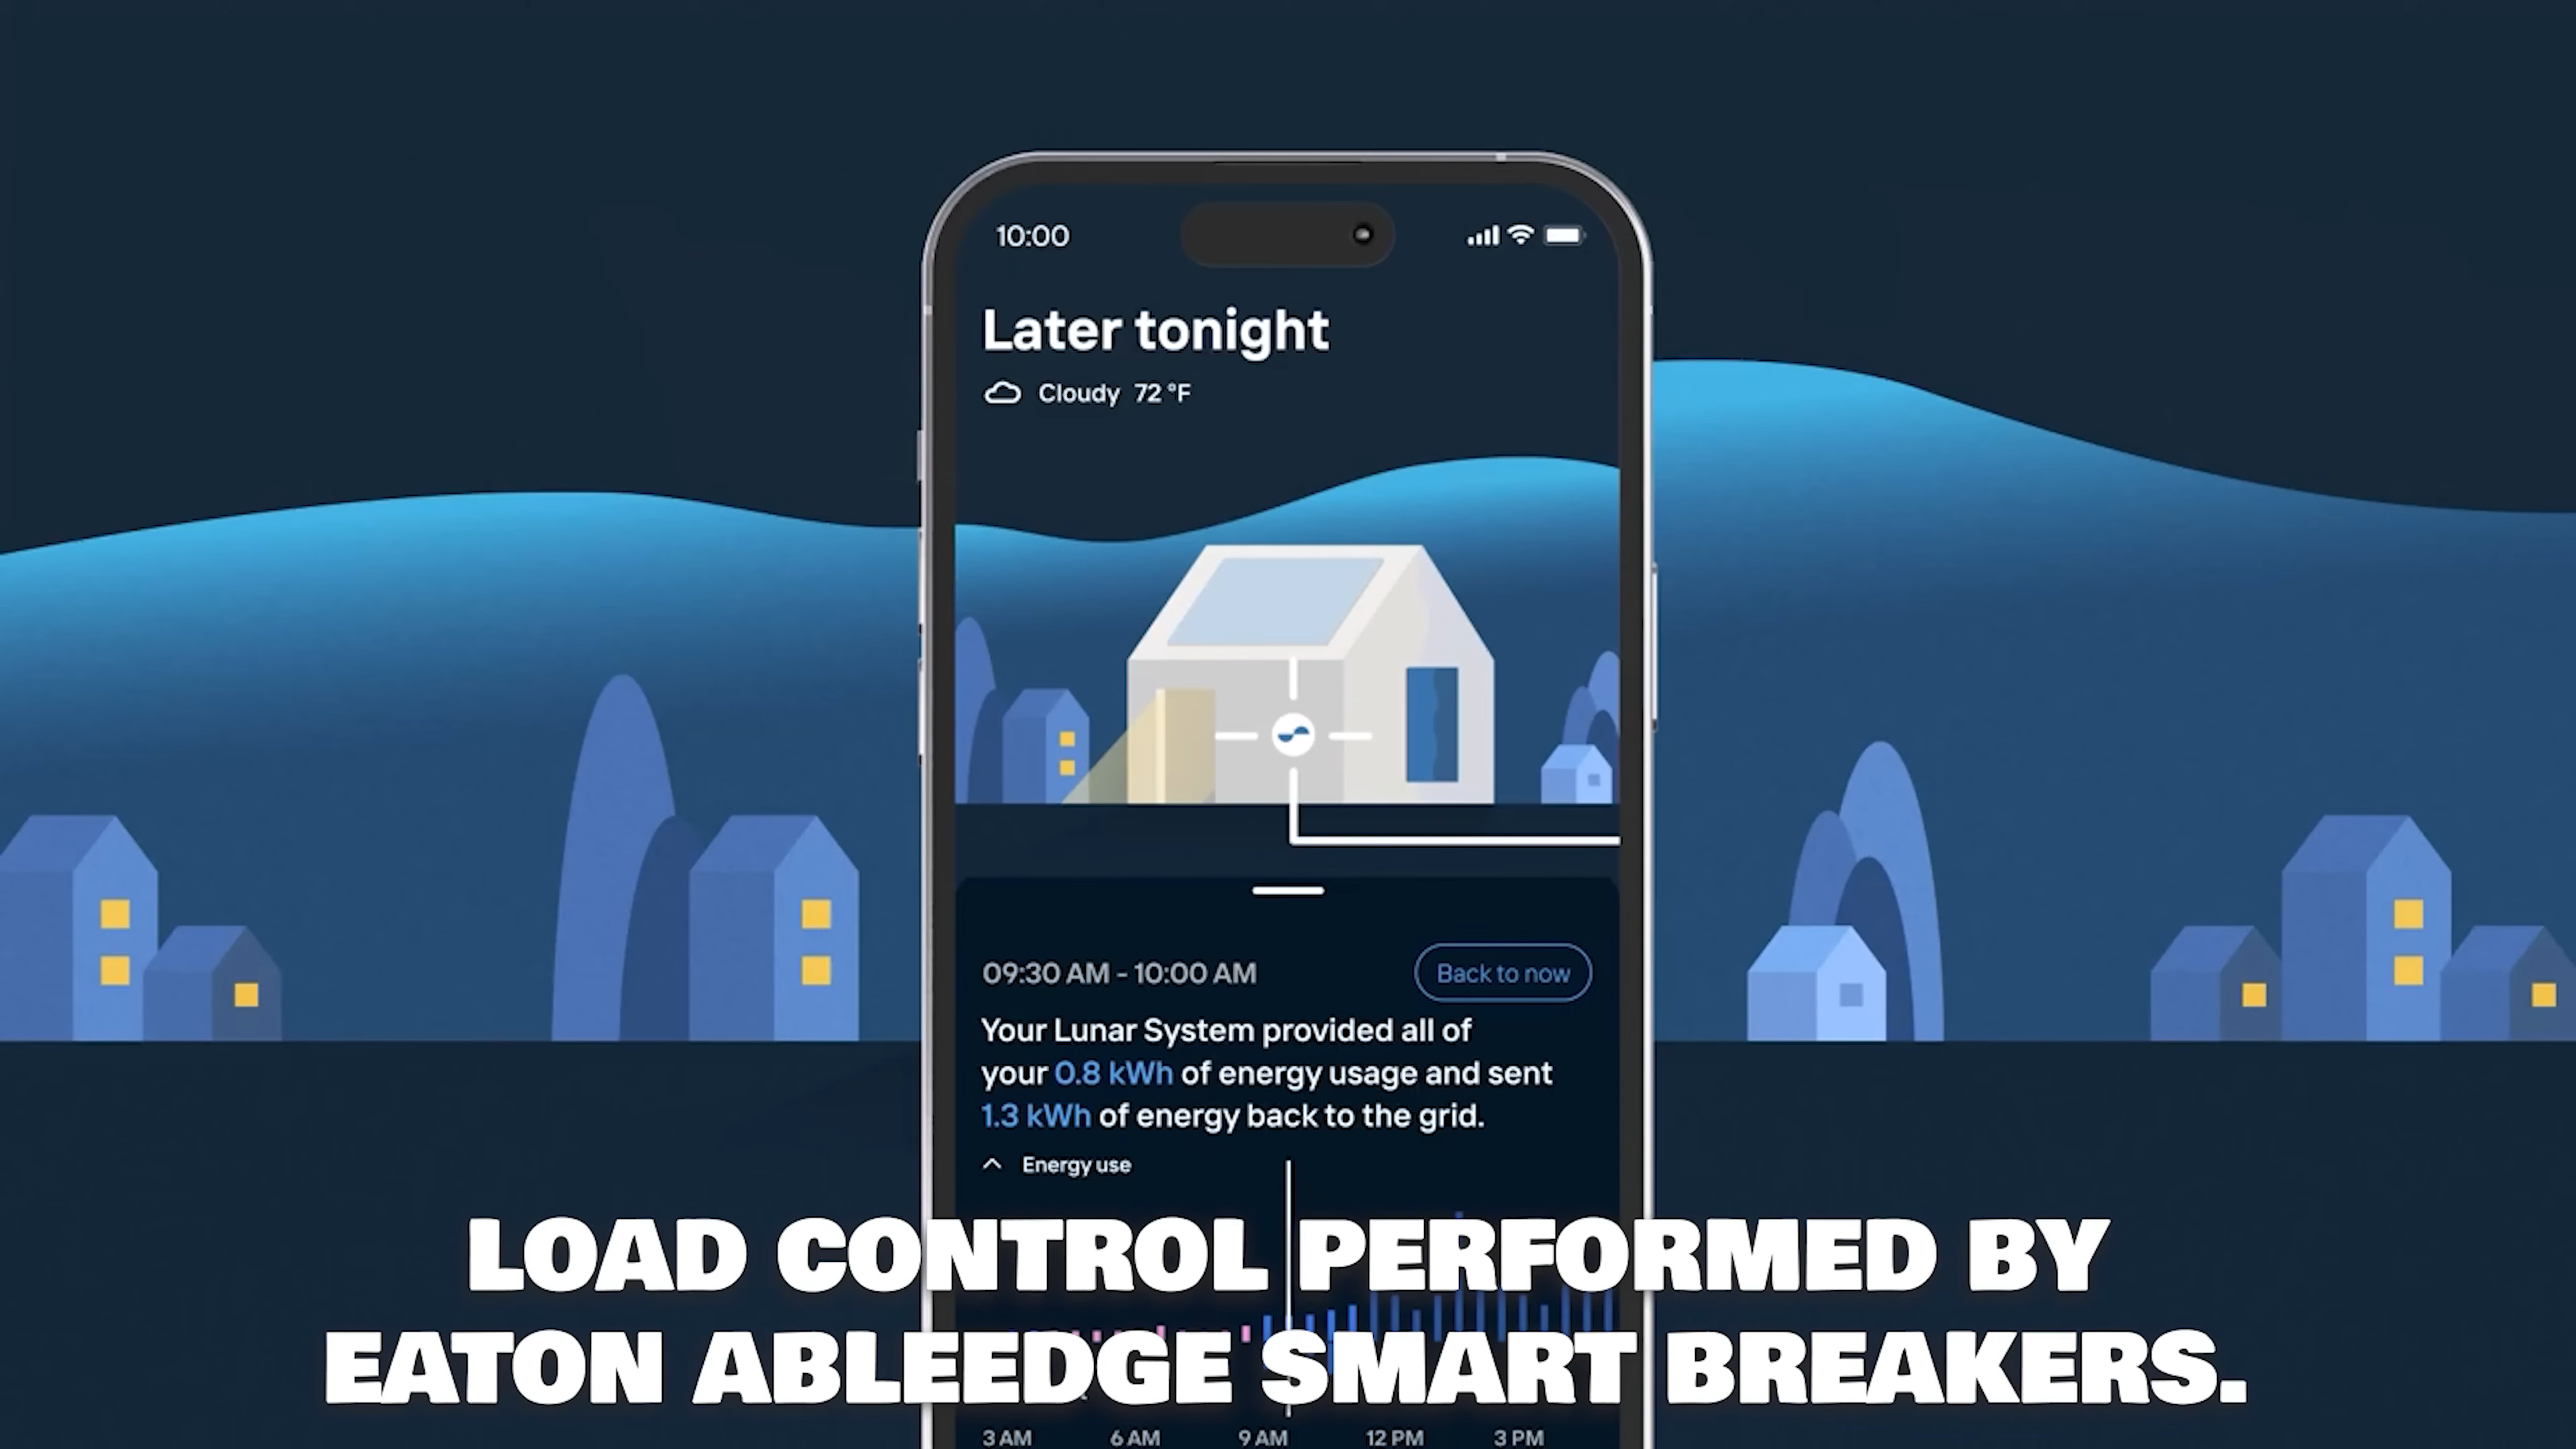 10:00
Later tonight
Cloudy 72 °F
09:30 AM - 10:00 AM
Back to now
Your Lunar System provided all of
your 0.8 kWh of energy usage and sent
1.3 kWh of energy back to the grid.
Energy use
LOAD CONTROL PERFORMED BY
EATON ABLEEDGE SMART BREAKERS.
3 AM 6 AM 9 AM 12 PM 3 PM